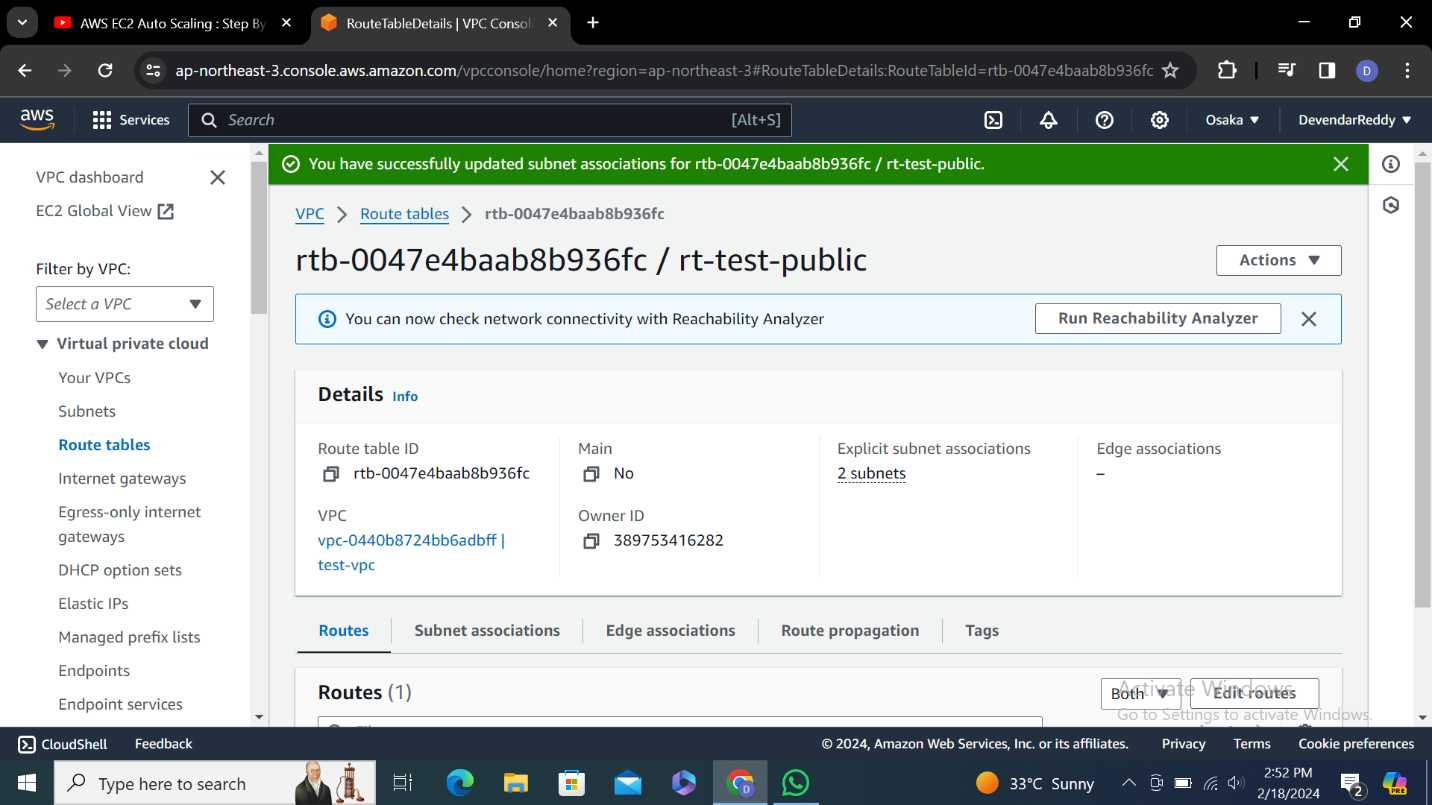 AWS EC2 Auto Scaling : Step By
RouteTableDetails | VPC Consol
ap-northeast-3.console.aws.amazon.com/vpcconsole/home?region=ap-northeast-3#RouteTableDetails:RouteTableId=rtb-0047e4baab8b936fc
D
aws
Services
Search
[Alt+S]
Osaka
DevendarReddy
VPC dashboard
EC2 Global View
Filter by VPC:
Select a VPC
Virtual private cloud
Your VPCs
Subnets
Route tables
Internet gateways
Egress-only internet
gateways
DHCP option sets
Elastic IPs
Managed prefix lists
Endpoints
Endpoint services
You have successfully updated subnet associations for rtb-0047e4baab8b936fc / rt-test-public.
VPC > Route tables > rtb-0047e4baab8b936fc
rtb-0047e4baab8b936fc / rt-test-public
Actions
You can now check network connectivity with Reachability Analyzer
Run Reachability Analyzer
Details Info
Route table ID
rtb-0047e4baab8b936fc
Main
No
Explicit subnet associations
2 subnets
Edge associations
–
VPC
vpc-0440b8724bb6adbff |
test-vpc
Owner ID
389753416282
Routes
Subnet associations
Edge associations
Route propagation
Tags
Routes (1)
Both
Edit routes
Activate Windows
Go to Settings to activate Windows.
CloudShell
Feedback
© 2024, Amazon Web Services, Inc. or its affiliates.
Privacy
Terms
Cookie preferences
Type here to search
D
33°C Sunny
2:52 PM
2/18/2024
2
PRE